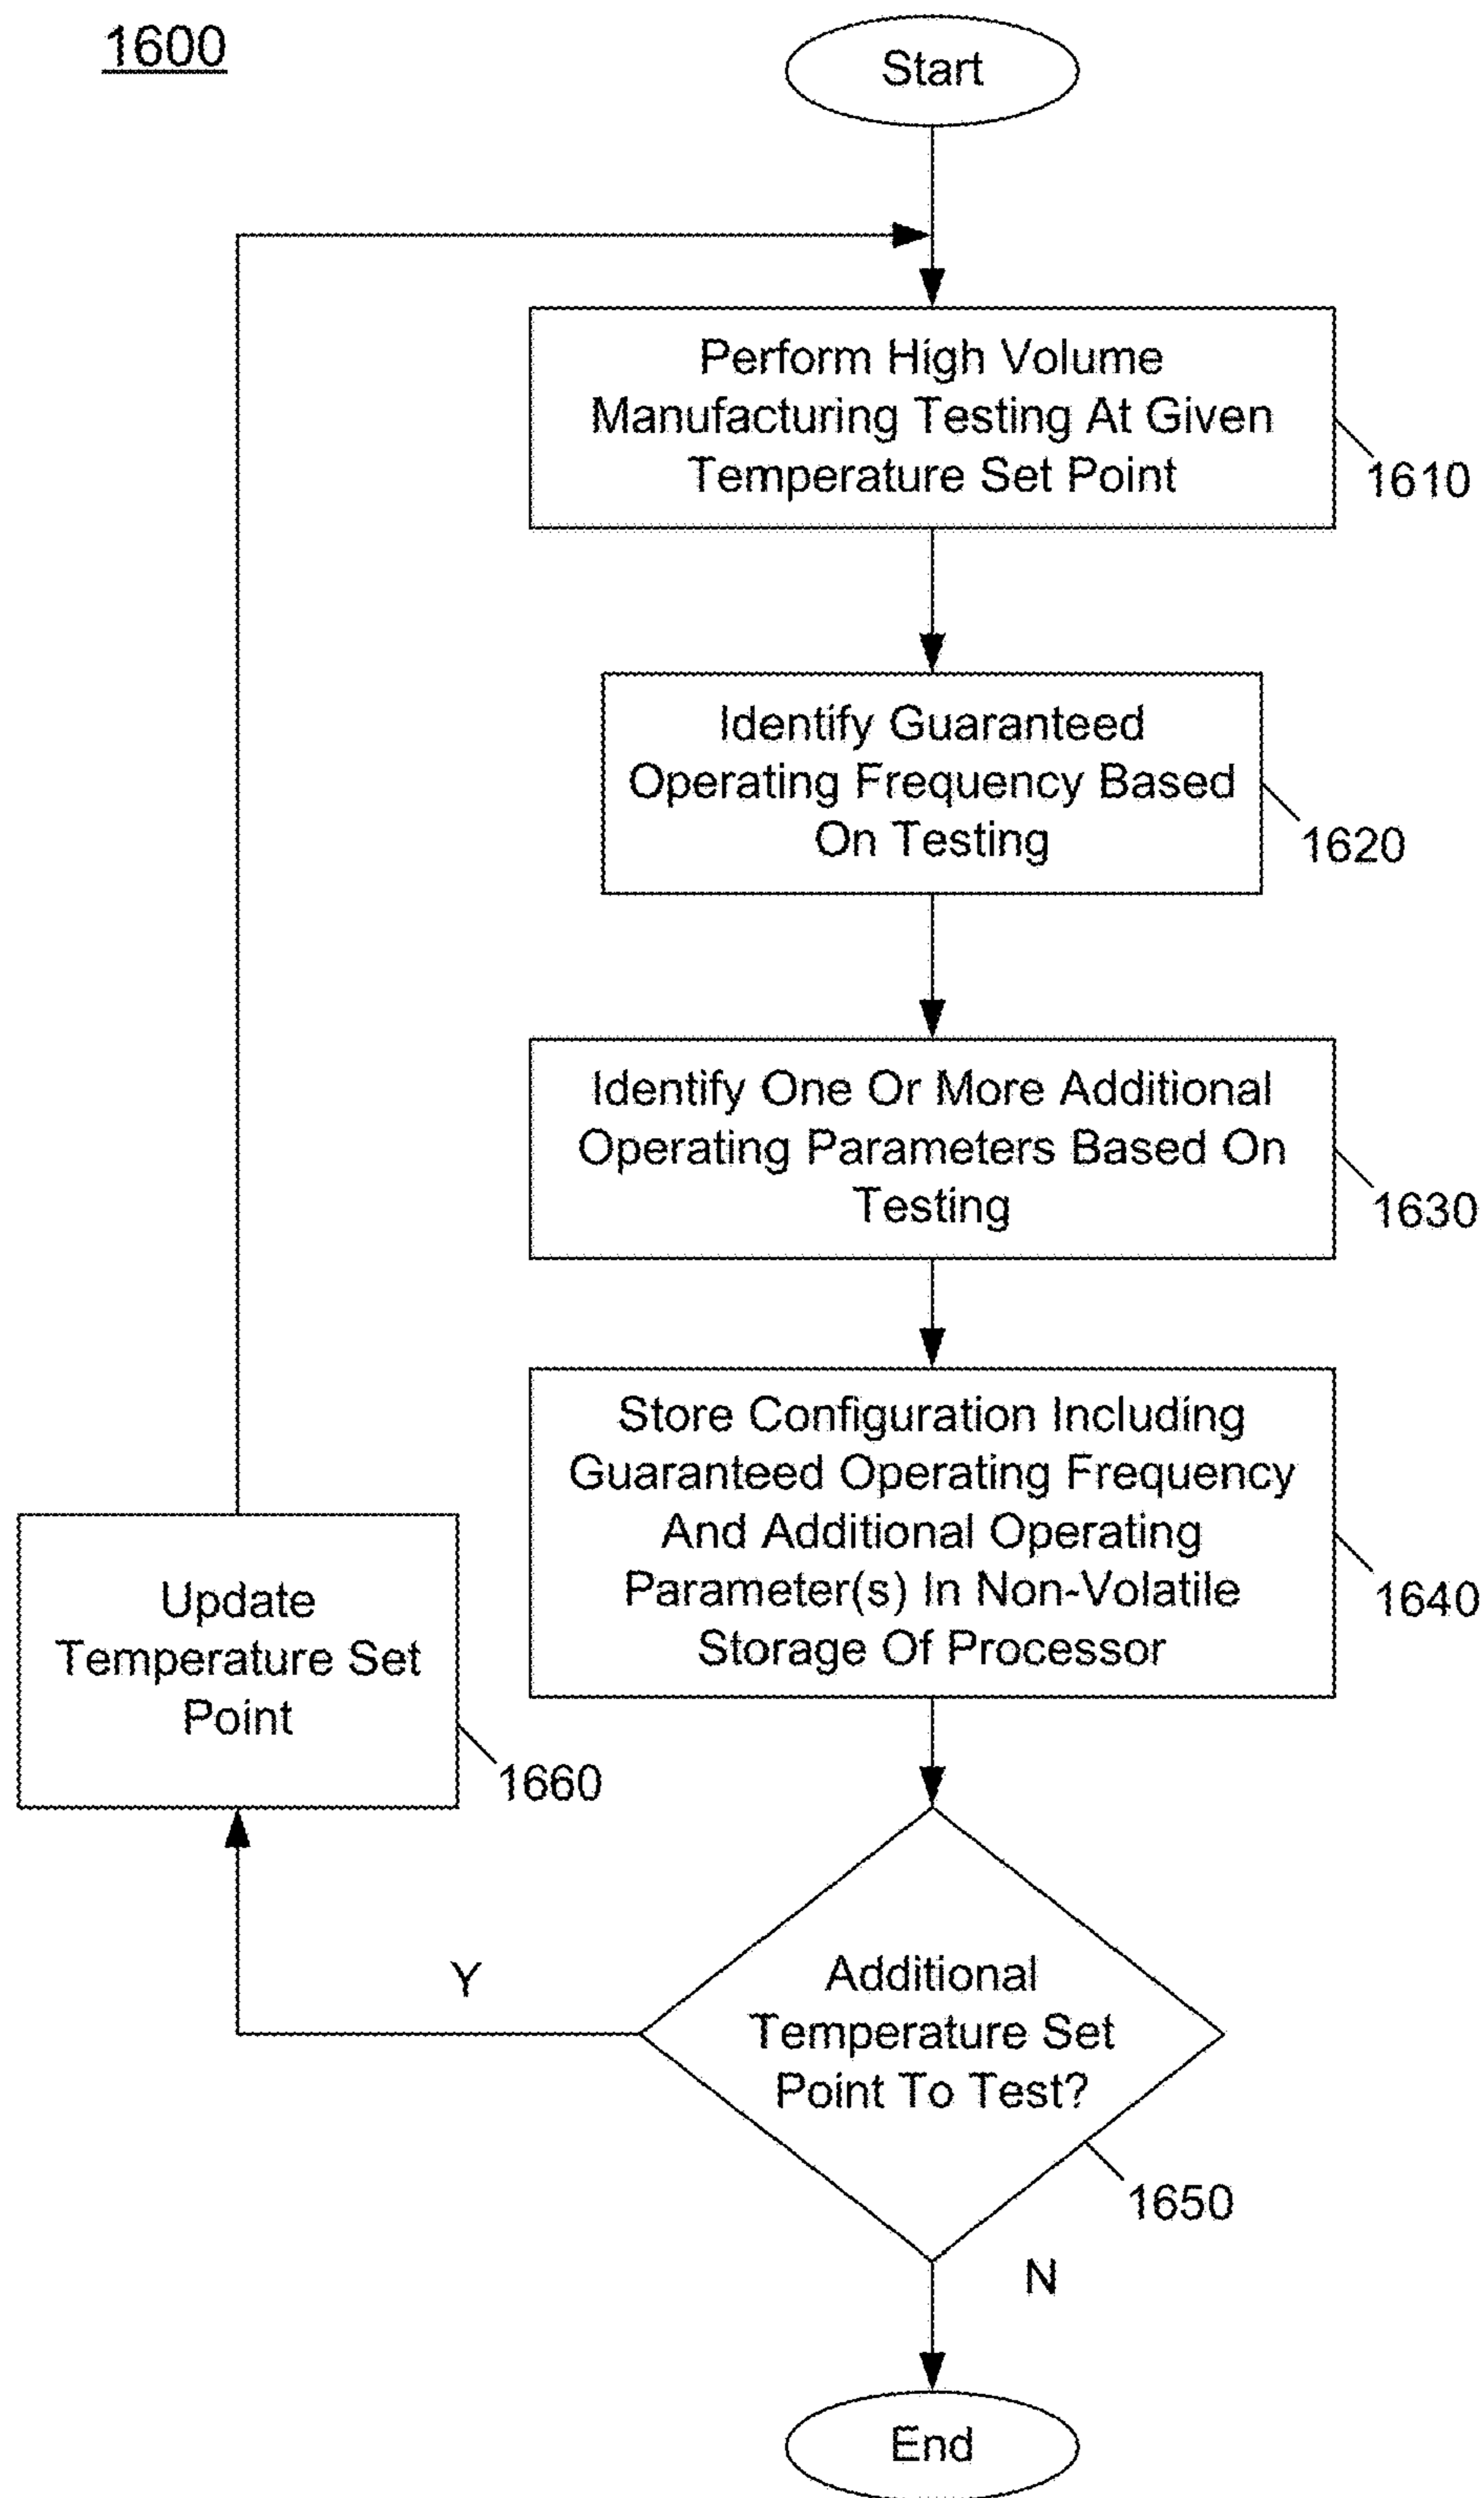 1600
Start
Perform High Volume
Manufacturing Testing At Given
Temperature Set Point
1610
Identify Guaranteed
Operating Frequency Based
On Testing
1620
Identify One Or More Additional
Operating Parameters Based On
Testing
1630
Store Configuration Including
Guaranteed Operating Frequency
And Additional Operating
Parameter(s) In Non-Volatile
Storage Of Processor
1640
Update
Temperature Set
Point
1660
Y
Additional
Temperature Set
Point To Test?
1650
N
End